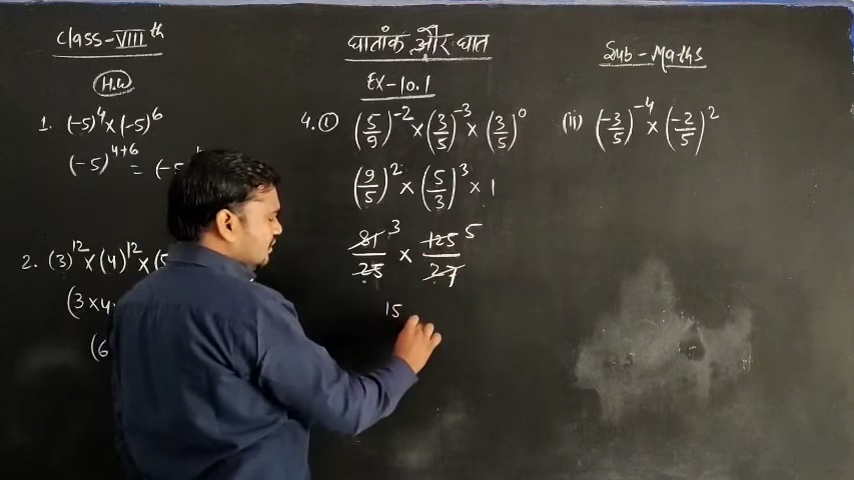 Class-VIII th
घातांक और घात
Sub - Maths
H.W
Ex-10.1
1. (-5)⁴×(-5)⁶
(-5)⁴⁺⁶ = (-5
2. (3)¹² × (4)¹² × (5
(3×4
(6
4.(i) (5/9)⁻² × (3/5)⁻³ × (3/5)⁰
(9/5)² × (5/3)³ × 1
81/25 3 × 125/27 5
15
(ii) (-3/5)⁻⁴ × (-2/5)²